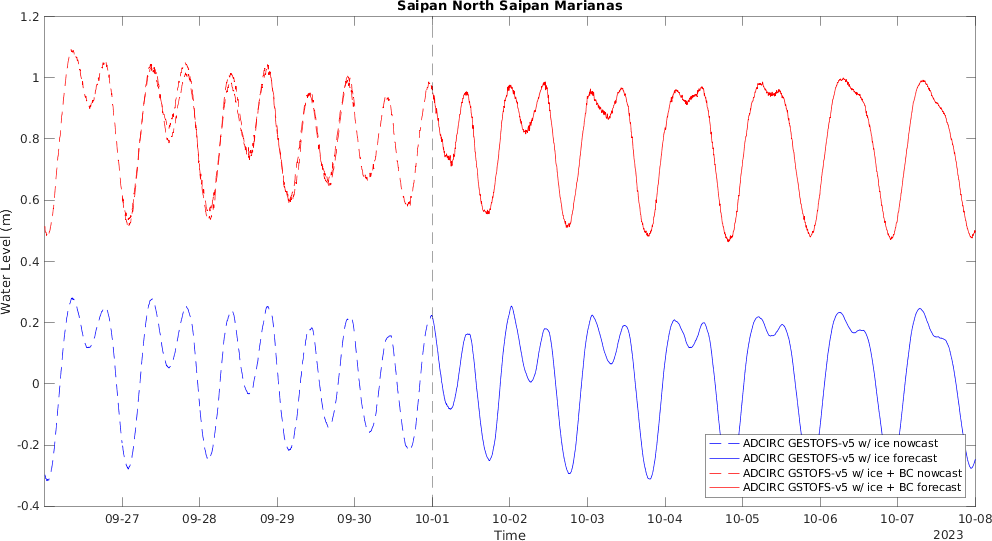 Saipan North Saipan Marianas
1.2
1
0.8
0.6
0.4
0.2
0
-0.2
-0.4
Water Level (m)
09-27 09-28 09-29 09-30 10-01 10-02 10-03 10-04 10-05 10-06 10-07 10-08
Time
2023
ADCIRC GESTOFS-v5 w/ ice nowcast
ADCIRC GESTOFS-v5 w/ ice forecast
ADCIRC GSTOFS-v5 w/ ice + BC nowcast
ADCIRC GSTOFS-v5 w/ ice + BC forecast